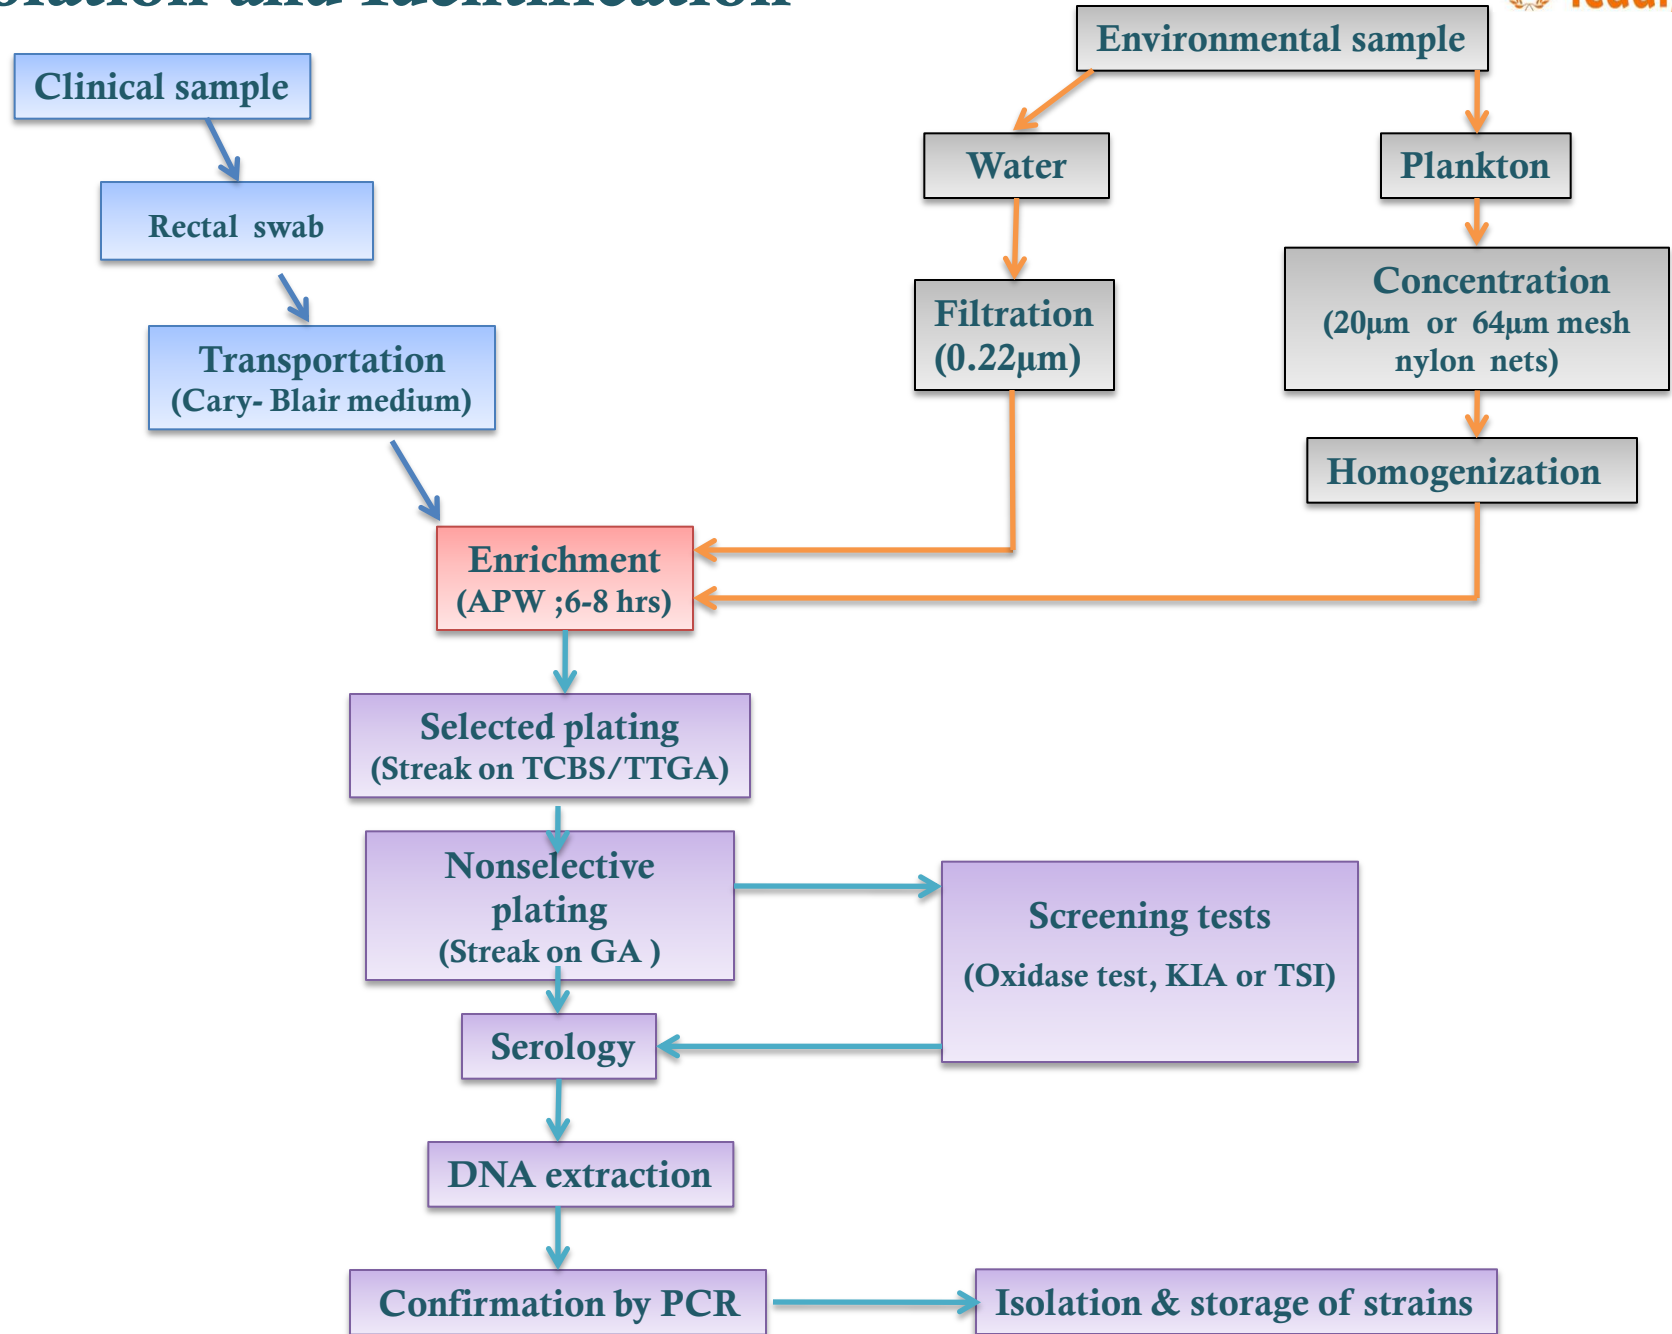 and Identification
Environmental sample
Clinical sample
Water
Plankton
Rectal swab
Concentration
(20µm or 64µm mesh
nylon nets)
Filtration
(0.22µm)
Transportation
(Cary- Blair medium)
Homogenization
Enrichment
(APW ;6-8 hrs)
Selected plating
(Streak on TCBS/TTGA)
Nonselective
plating
(Streak on GA )
Screening tests
(Oxidase test, KIA or TSI)
Serology
DNA extraction
Confirmation by PCR
Isolation & storage of strains